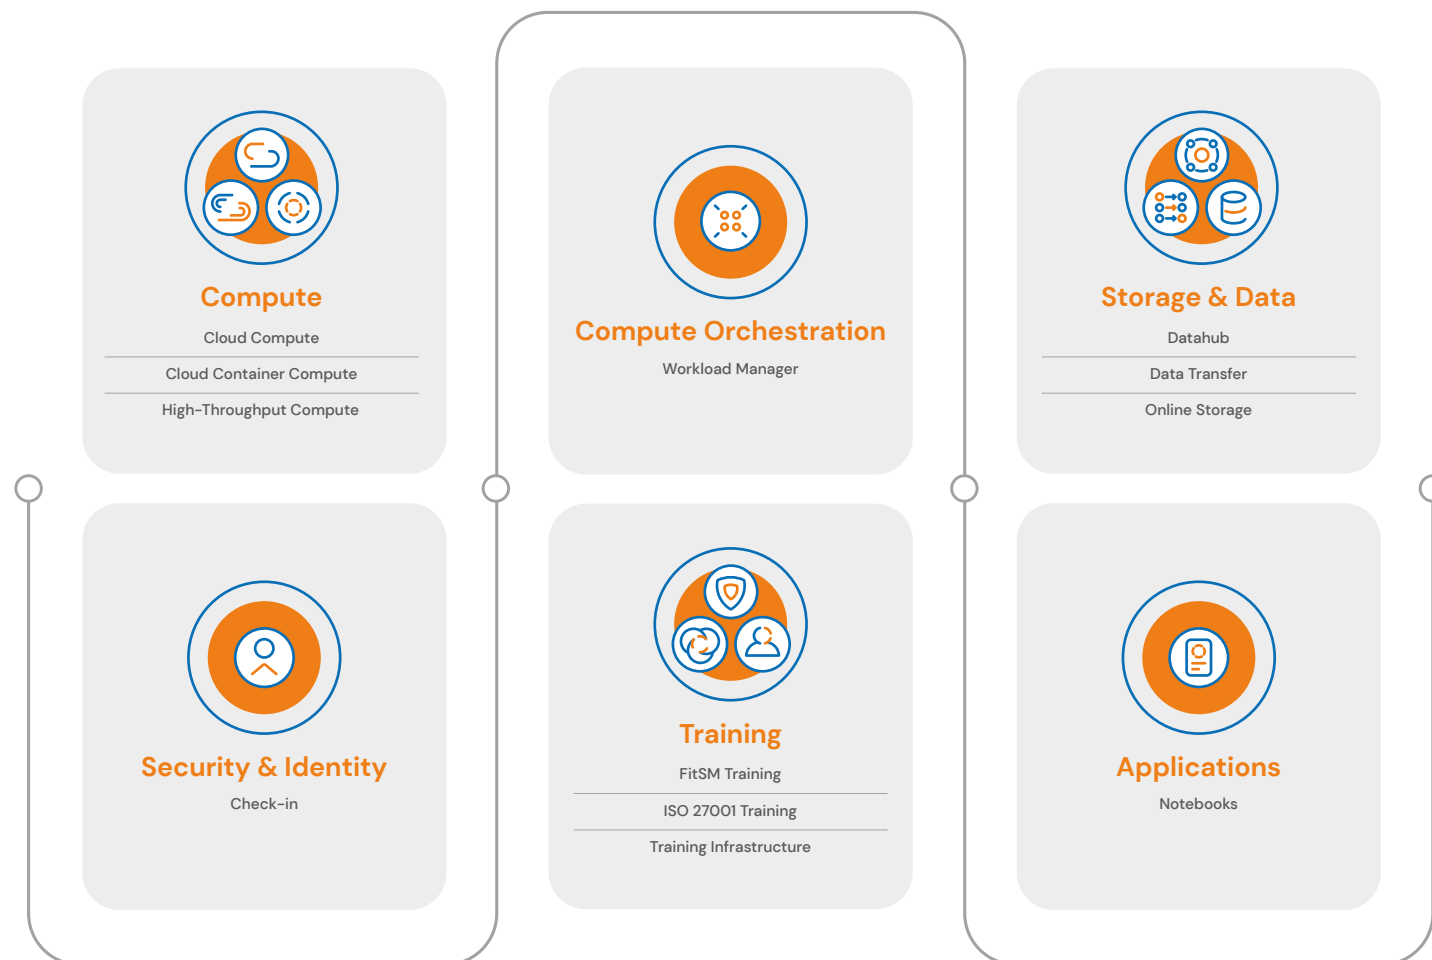 Compute
Cloud Compute
Cloud Container Compute
High-Throughput Compute
Compute Orchestration
Workload Manager
Storage & Data
Datahub
Data Transfer
Online Storage
Security & Identity
Check-in
Training
FitSM Training
ISO 27001 Training
Training Infrastructure
Applications
Notebooks